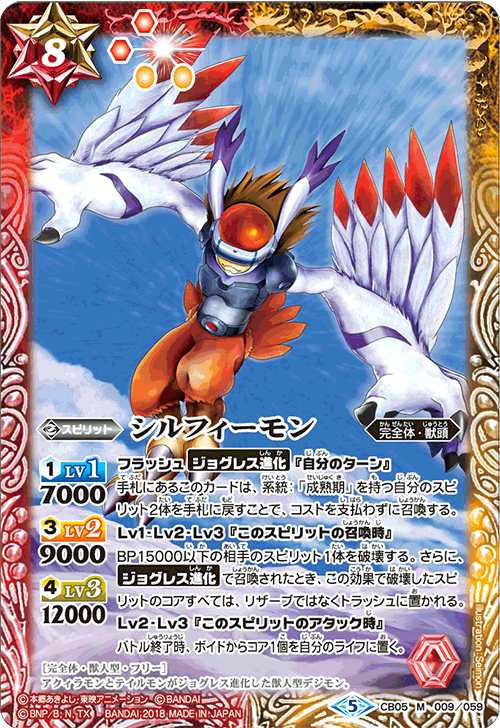 8
スピリット シルフィーモン 完全体・獣頭
1 LV1 7000
フラッシュ ジョグレス進化 『自分のターン』
手札にあるこのカードは、系統:「成熟期」を持つ自分のスピ
リット2体を手札に戻すことで、コストを支払わずに召喚する。
3 LV2 9000
Lv1・Lv2・Lv3『このスピリットの召喚時』
BP15000以下の相手のスピリット1体を破壊する。さらに、
4 LV3 12000
ジョグレス進化 で召喚されたとき、この効果で破壊したスピ
リットのコアすべては、リザーブではなくトラッシュに置かれる。
Lv2・Lv3『このスピリットのアタック時』
バトル終了時、ボイドからコア1個を自分のライフに置く。
[完全体・獣人型・フリー]
アクィラモンとテイルモンがジョグレス進化した獣人型デジモン。
©本郷あきよし・東映アニメーション ©BANDAI
©BNP/B, N, TX BANDAI 2018 MADE IN JAPAN
5 CB05 M 009/059